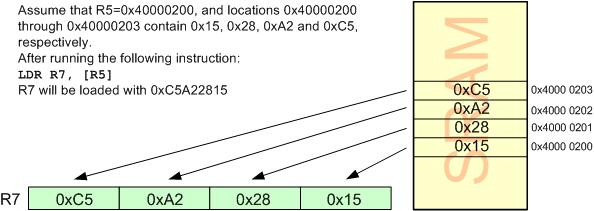 Assume that R5=0x40000200, and locations 0x40000200
through 0x40000203 contain 0x15, 0x28, 0xA2 and 0xC5,
respectively.
After running the following instruction:
LDR R7, [R5]
R7 will be loaded with 0xC5A22815
SRAM
0xC5 0x4000 0203
0xA2 0x4000 0202
0x28 0x4000 0201
0x15 0x4000 0200
R7 0xC5 0xA2 0x28 0x15